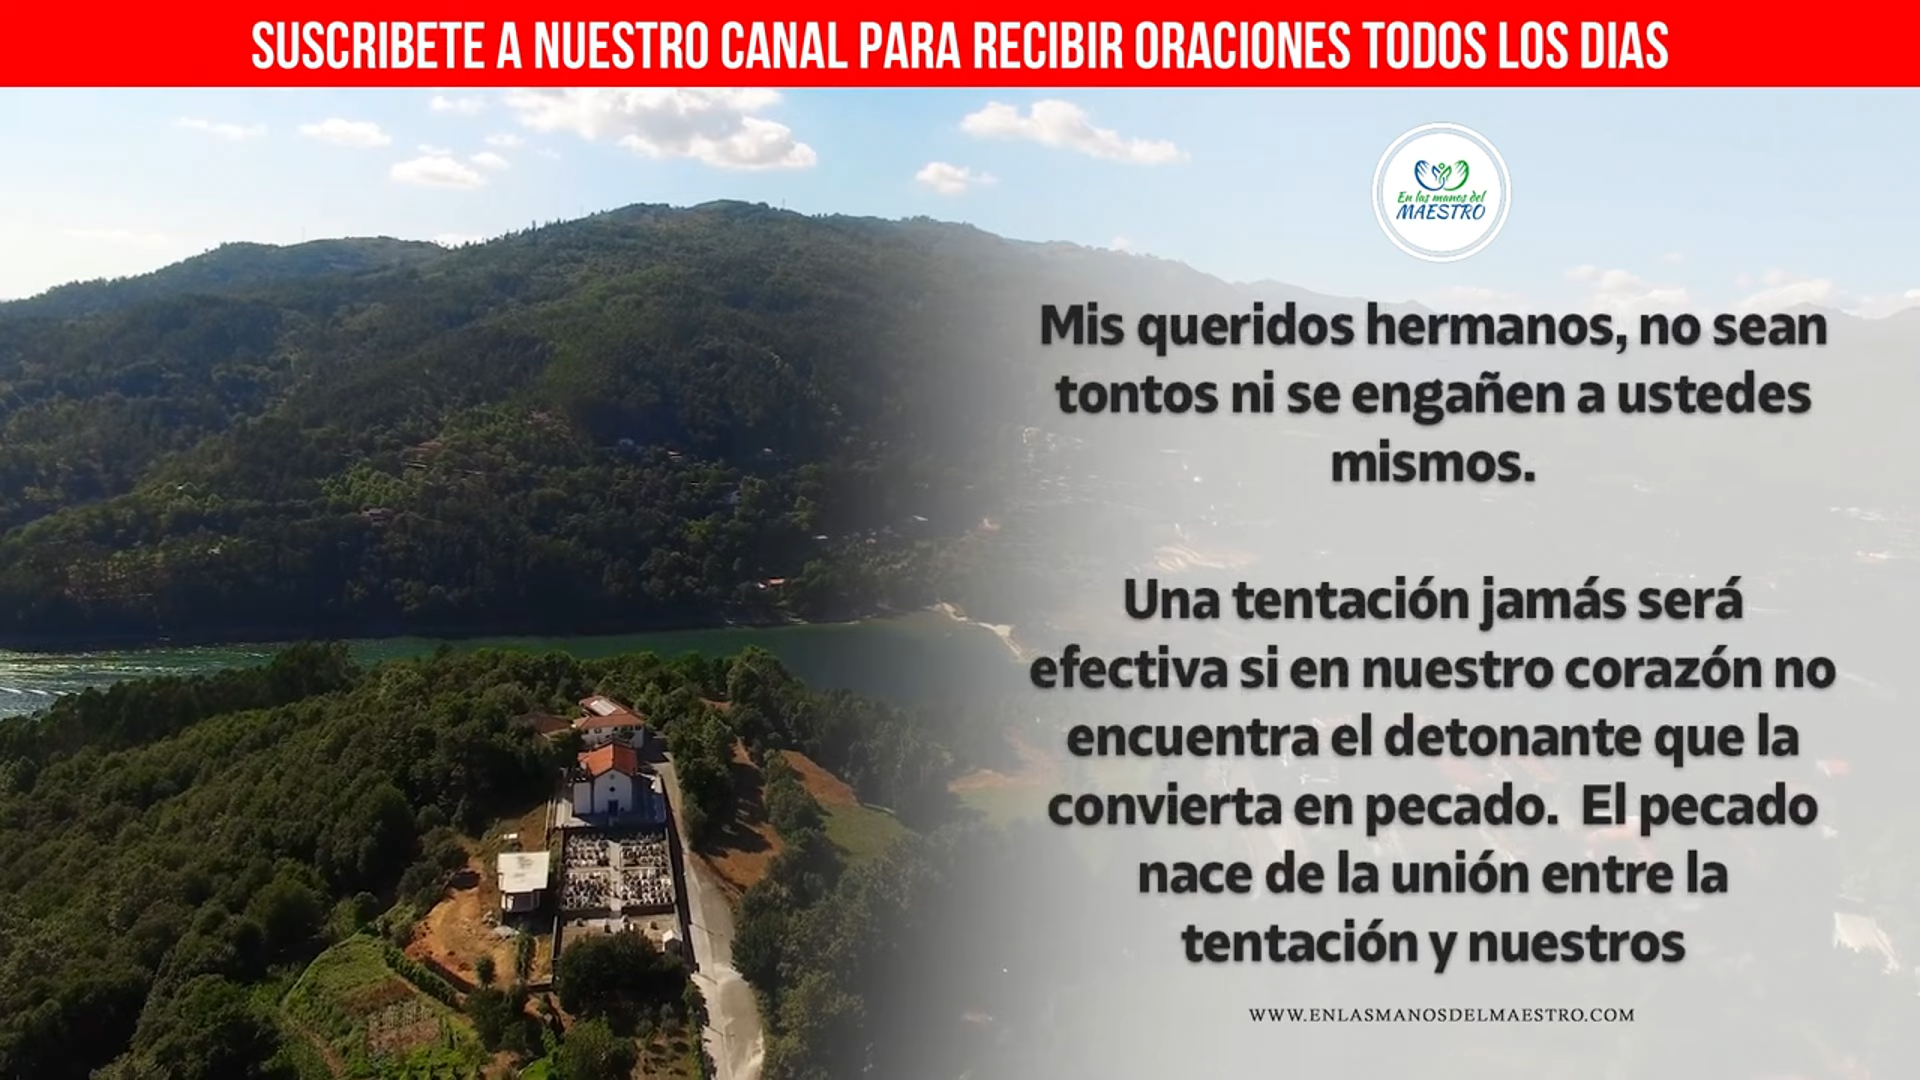 SUSCRIBETE A NUESTRO CANAL PARA RECIBIR ORACIONES TODOS LOS DIAS
En las manos del
MAESTRO
Mis queridos hermanos, no sean
tontos ni se engañen a ustedes
mismos.
Una tentación jamás será
efectiva si en nuestro corazón no
encuentra el detonante que la
convierta en pecado.  El pecado
nace de la unión entre la
tentación y nuestros
WWW.ENLASMANOSDELMAESTRO.COM